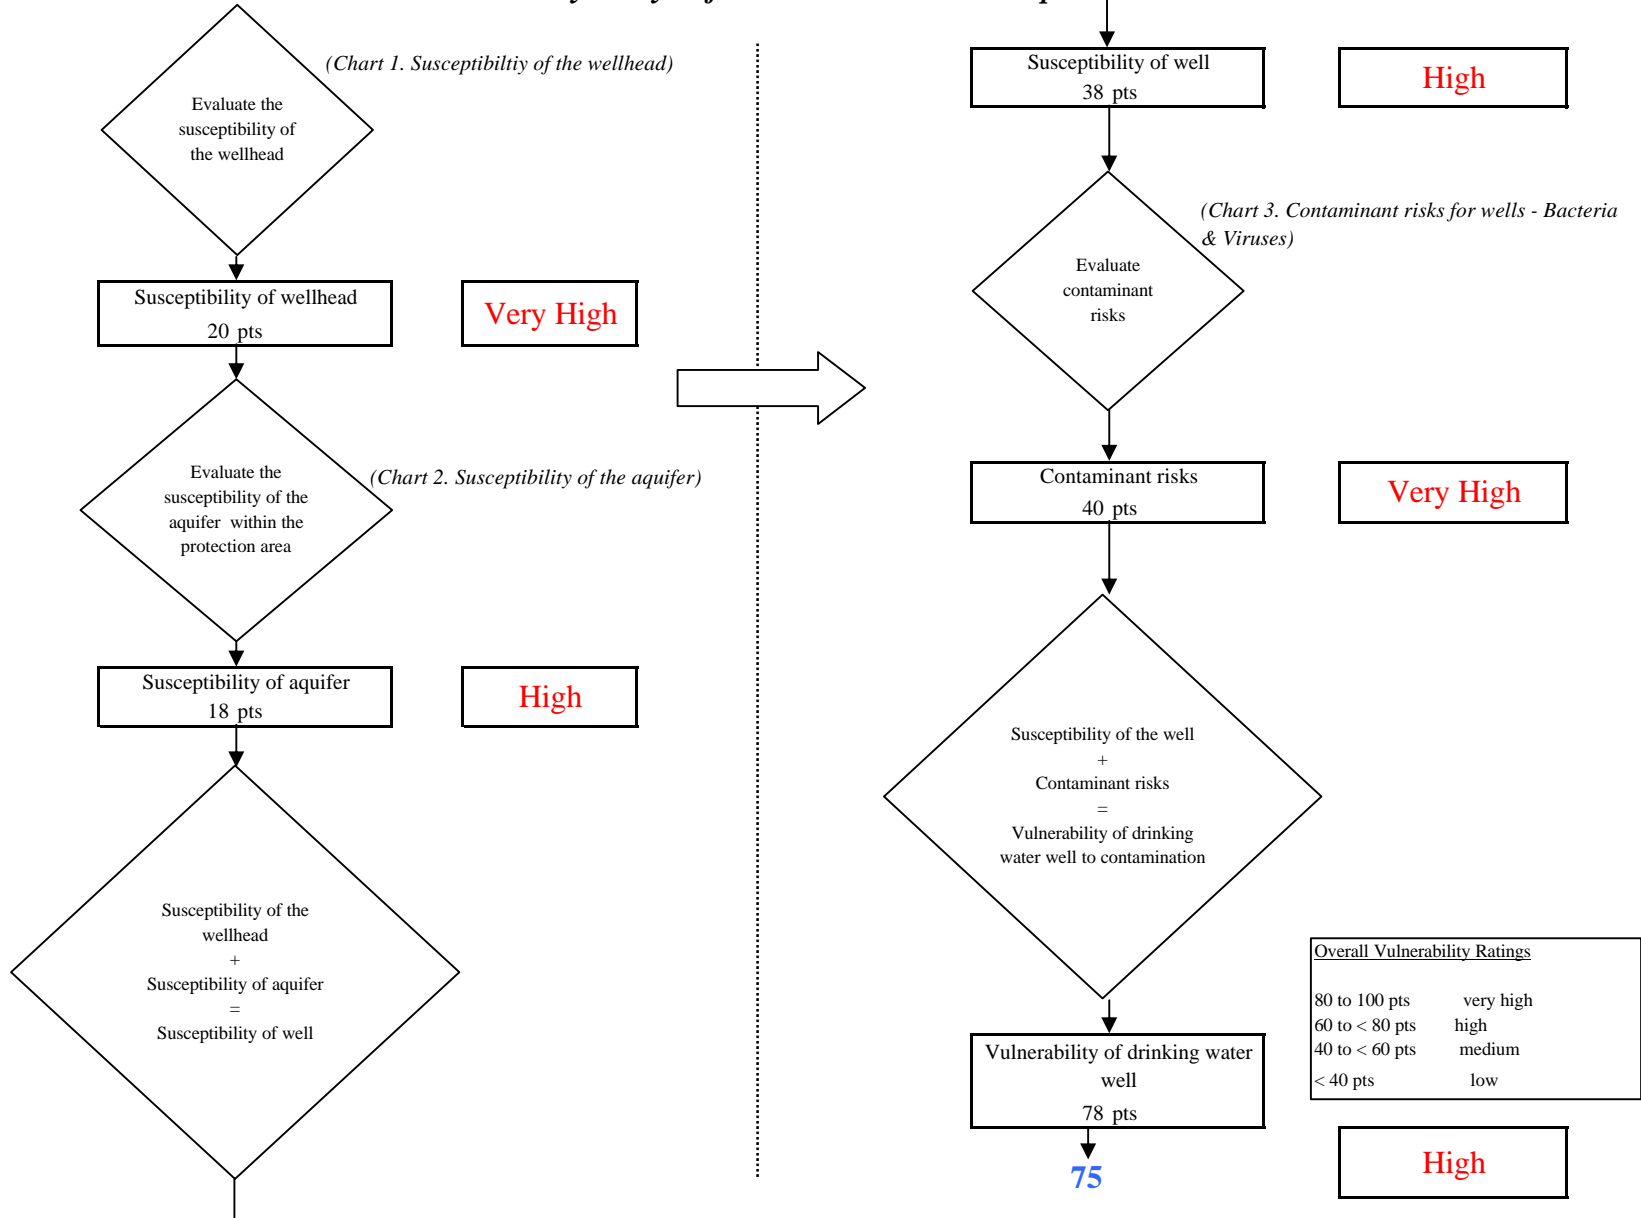 (Chart 1. Susceptibiltiy of the wellhead)
Evaluate the
susceptibility of
the wellhead
Susceptibility of wellhead
20 pts
Very High
Evaluate the
susceptibility of the
aquifer within the
protection area
(Chart 2. Susceptibility of the aquifer)
Susceptibility of aquifer
18 pts
High
Susceptibility of the
wellhead
+
Susceptibility of aquifer
=
Susceptibility of well
Susceptibility of well
38 pts
High
(Chart 3. Contaminant risks for wells - Bacteria
& Viruses)
Evaluate
contaminant
risks
Contaminant risks
40 pts
Very High
Susceptibility of the well
+
Contaminant risks
=
Vulnerability of drinking
water well to contamination
Overall Vulnerability Ratings
80 to 100 pts very high
60 to < 80 pts high
40 to < 60 pts medium
< 40 pts low
Vulnerability of drinking water
well
78 pts
75
High